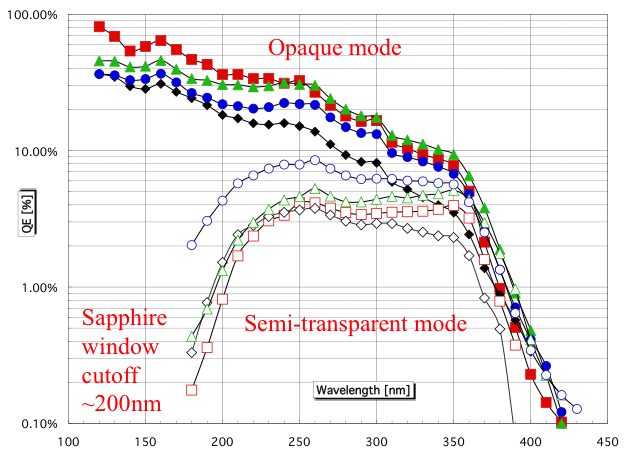 100.00%
Opaque mode
10.00%
QE [%]
1.00%
Sapphire
window
cutoff
~200nm
Semi-transparent mode
Wavelength [nm]
0.10%
100 150 200 250 300 350 400 450